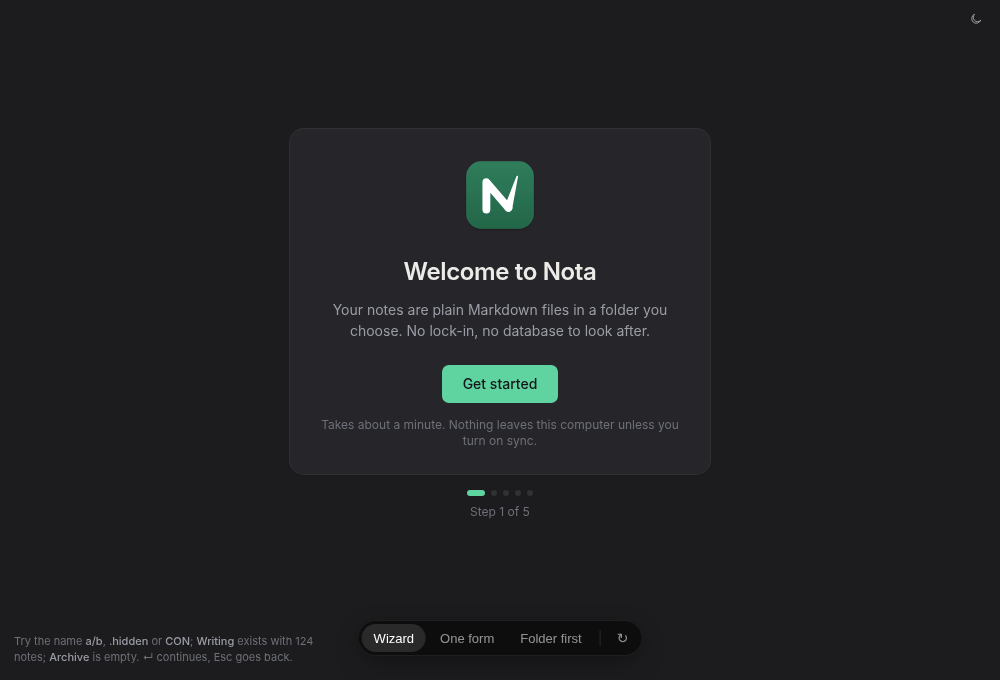 Welcome to Nota
Your notes are plain Markdown files in a folder you
choose. No lock-in, no database to look after.
Get started
Takes about a minute. Nothing leaves this computer unless you
turn on sync.
Step 1 of 5
Try the name a/b, .hidden or CON; Writing exists with 124
notes; Archive is empty. ↵ continues, Esc goes back.
Wizard One form Folder first ↻